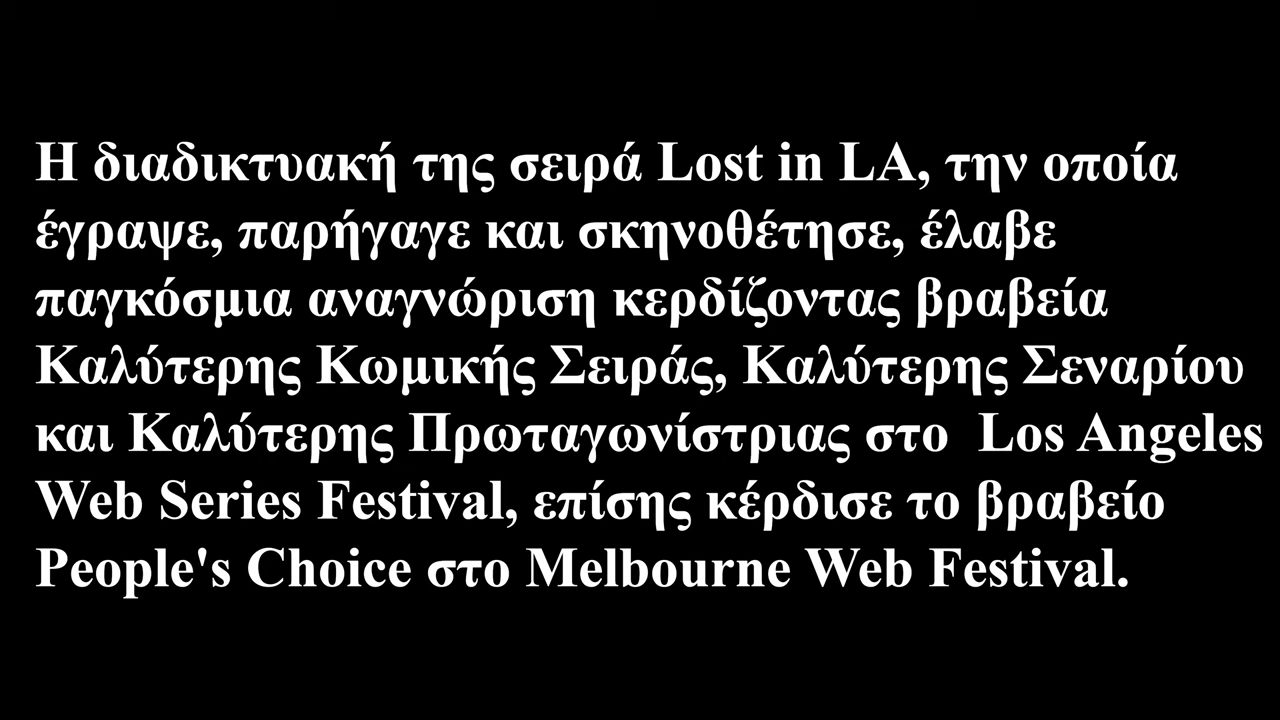 Η διαδικτυακή της σειρά Lost in LA, την οποία
έγραψε, παρήγαγε και σκηνοθέτησε, έλαβε
παγκόσμια αναγνώριση κερδίζοντας βραβεία
Καλύτερης Κωμικής Σειράς, Καλύτερης Σεναρίου
και Καλύτερης Πρωταγωνίστριας στο  Los Angeles
Web Series Festival, επίσης κέρδισε το βραβείο
People's Choice στο Melbourne Web Festival.